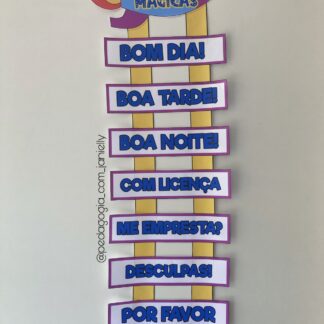 MÁGICAS
BOM DIA!
BOA TARDE!
BOA NOITE!
COM LICENÇA
ME EMPRESTA?
DESCULPAS!
POR FAVOR
@pedagogia_com_janielly